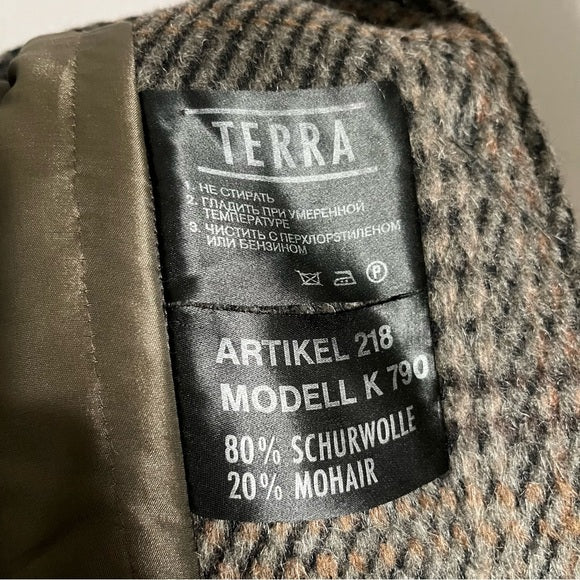 TERRA
1. НЕ СТИРАТЬ
2. ГЛАДИТЬ ПРИ УМЕРЕННОЙ
ТЕМПЕРАТУРЕ
3. ЧИСТИТЬ С ПЕРХЛОРЭТИЛЕНОМ
ИЛИ БЕНЗИНОМ
P
ARTIKEL 218
MODELL K 790
80% SCHURWOLLE
20% MOHAIR